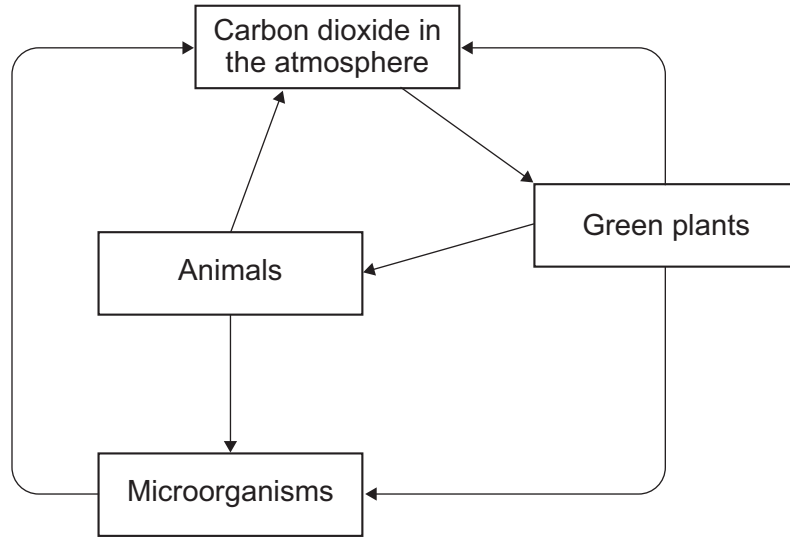 Carbon dioxide in
the atmosphere
Green plants
Animals
Microorganisms